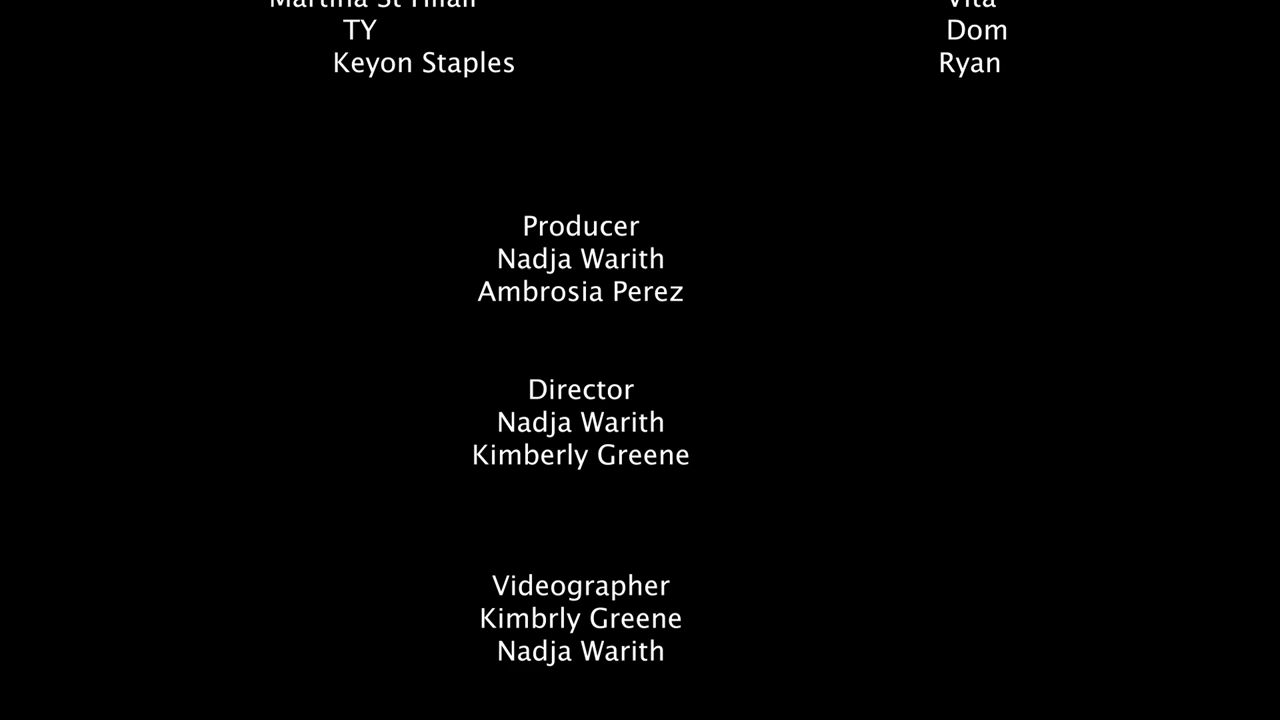 TY Dom
Keyon Staples Ryan
Producer
Nadja Warith
Ambrosia Perez
Director
Nadja Warith
Kimberly Greene
Videographer
Kimbrly Greene
Nadja Warith